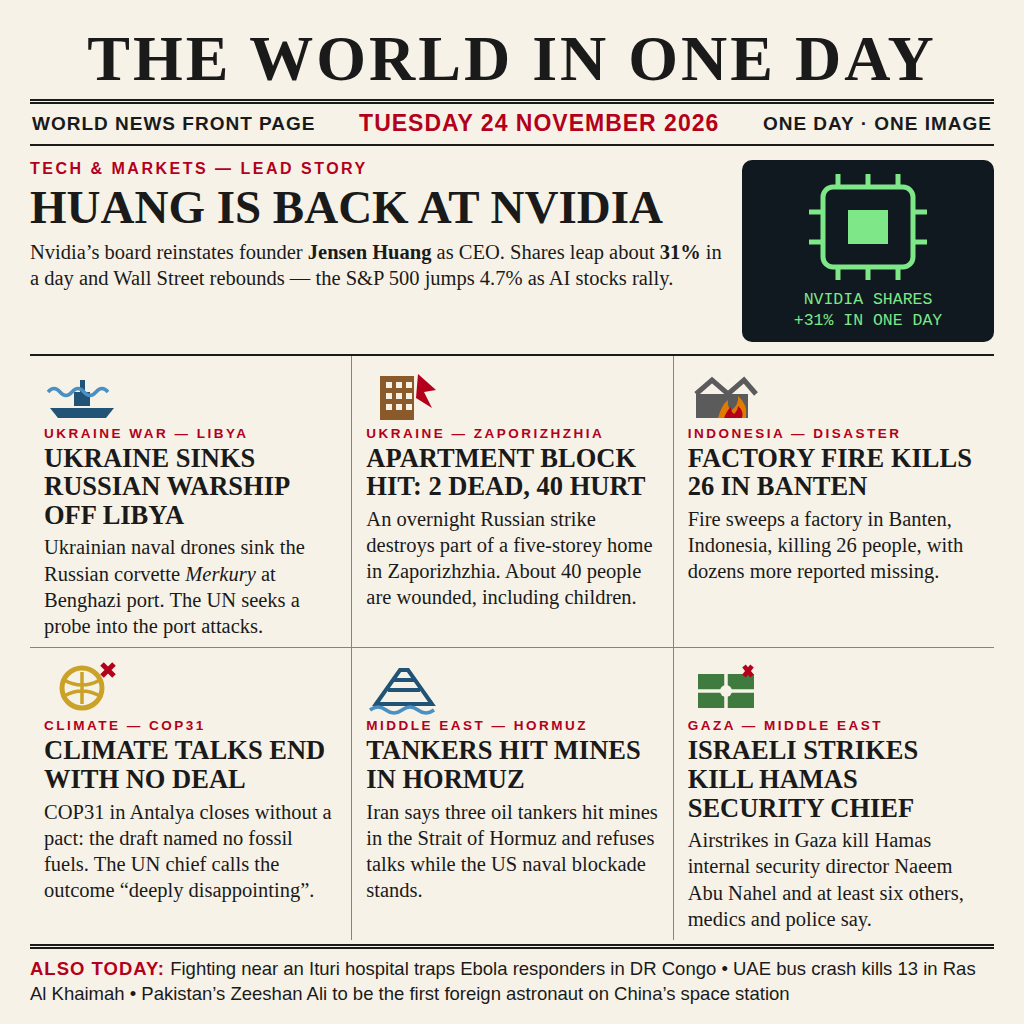 THE WORLD IN ONE DAY
WORLD NEWS FRONT PAGE
TUESDAY 24 NOVEMBER 2026
ONE DAY · ONE IMAGE
TECH & MARKETS — LEAD STORY
HUANG IS BACK AT NVIDIA
Nvidia’s board reinstates founder Jensen Huang as CEO. Shares leap about 31% in
a day and Wall Street rebounds — the S&P 500 jumps 4.7% as AI stocks rally.
NVIDIA SHARES
+31% IN ONE DAY
UKRAINE WAR — LIBYA
UKRAINE SINKS
RUSSIAN WARSHIP
OFF LIBYA
Ukrainian naval drones sink the
Russian corvette Merkury at
Benghazi port. The UN seeks a
probe into the port attacks.
UKRAINE — ZAPORIZHZHIA
APARTMENT BLOCK
HIT: 2 DEAD, 40 HURT
An overnight Russian strike
destroys part of a five-storey home
in Zaporizhzhia. About 40 people
are wounded, including children.
INDONESIA — DISASTER
FACTORY FIRE KILLS
26 IN BANTEN
Fire sweeps a factory in Banten,
Indonesia, killing 26 people, with
dozens more reported missing.
CLIMATE — COP31
CLIMATE TALKS END
WITH NO DEAL
COP31 in Antalya closes without a
pact: the draft named no fossil
fuels. The UN chief calls the
outcome “deeply disappointing”.
MIDDLE EAST — HORMUZ
TANKERS HIT MINES
IN HORMUZ
Iran says three oil tankers hit mines
in the Strait of Hormuz and refuses
talks while the US naval blockade
stands.
GAZA — MIDDLE EAST
ISRAELI STRIKES
KILL HAMAS
SECURITY CHIEF
Airstrikes in Gaza kill Hamas
internal security director Naeem
Abu Nahel and at least six others,
medics and police say.
ALSO TODAY: Fighting near an Ituri hospital traps Ebola responders in DR Congo • UAE bus crash kills 13 in Ras
Al Khaimah • Pakistan’s Zeeshan Ali to be the first foreign astronaut on China’s space station